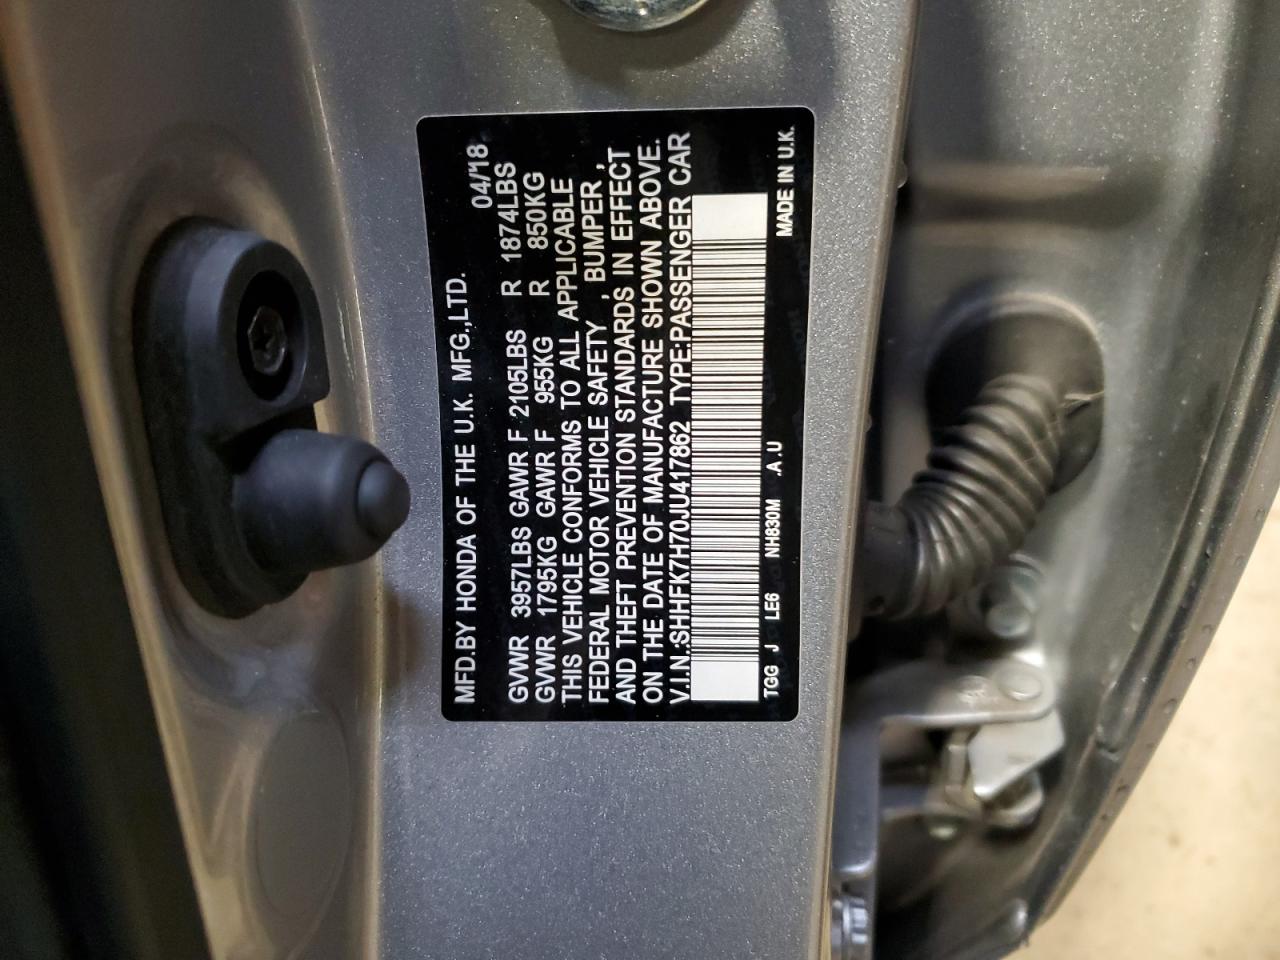 MFD.BY HONDA OF THE U.K. MFG.,LTD. 04/18
GVWR 3957LBS GAWR F 2105LBS R 1874LBS
GVWR 1795KG GAWR F 955KG R 850KG
THIS VEHICLE CONFORMS TO ALL APPLICABLE
FEDERAL MOTOR VEHICLE SAFETY , BUMPER ,
AND THEFT PREVENTION STANDARDS IN EFFECT
ON THE DATE OF MANUFACTURE SHOWN ABOVE.
V.I.N.:SHHFK7H70JU417862 TYPE:PASSENGER CAR
TGG J LE6 NH830M .A.U MADE IN U.K.